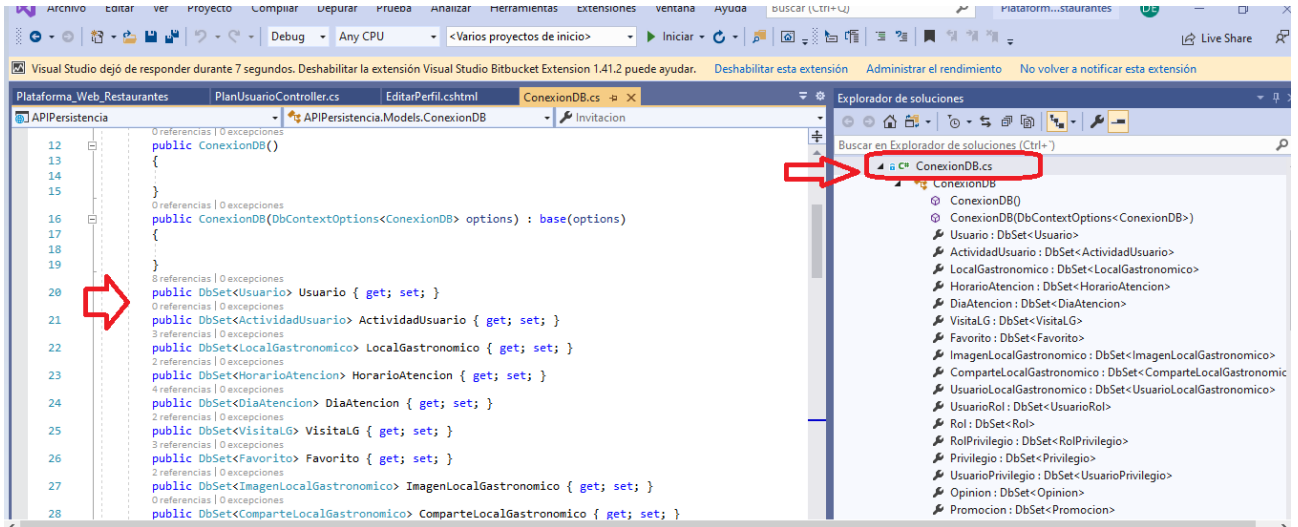 Archivo Editar Ver Proyecto Compilar Depurar Prueba Analizar Herramientas Extensiones Ventana Ayuda Buscar (Ctrl+Q) Plataform...staurantes DE
Debug Any CPU <Varios proyectos de inicio> Iniciar Live Share
Visual Studio dejó de responder durante 7 segundos. Deshabilitar la extensión Visual Studio Bitbucket Extension 1.41.2 puede ayudar. Deshabilitar esta extensión Administrar el rendimiento No volver a notificar esta extensión
Plataforma_Web_Restaurantes PlanUsuarioController.cs EditarPerfil.cshtml ConexionDB.cs
APIPersistencia APIPersistencia.Models.ConexionDB Invitacion
0 referencias | 0 excepciones
12 public ConexionDB()
13 {
14
15 }
0 referencias | 0 excepciones
16 public ConexionDB(DbContextOptions<ConexionDB> options) : base(options)
17 {
18
19 }
8 referencias | 0 excepciones
20 public DbSet<Usuario> Usuario { get; set; }
0 referencias | 0 excepciones
21 public DbSet<ActividadUsuario> ActividadUsuario { get; set; }
3 referencias | 0 excepciones
22 public DbSet<LocalGastronomico> LocalGastronomico { get; set; }
2 referencias | 0 excepciones
23 public DbSet<HorarioAtencion> HorarioAtencion { get; set; }
4 referencias | 0 excepciones
24 public DbSet<DiaAtencion> DiaAtencion { get; set; }
2 referencias | 0 excepciones
25 public DbSet<VisitaLG> VisitaLG { get; set; }
3 referencias | 0 excepciones
26 public DbSet<Favorito> Favorito { get; set; }
2 referencias | 0 excepciones
27 public DbSet<ImagenLocalGastronomico> ImagenLocalGastronomico { get; set; }
0 referencias | 0 excepciones
28 public DbSet<ComparteLocalGastronomico> ComparteLocalGastronomico { get; set; }
Explorador de soluciones
Buscar en Explorador de soluciones (Ctrl+´)
C# ConexionDB.cs
ConexionDB
ConexionDB()
ConexionDB(DbContextOptions<ConexionDB>)
Usuario : DbSet<Usuario>
ActividadUsuario : DbSet<ActividadUsuario>
LocalGastronomico : DbSet<LocalGastronomico>
HorarioAtencion : DbSet<HorarioAtencion>
DiaAtencion : DbSet<DiaAtencion>
VisitaLG : DbSet<VisitaLG>
Favorito : DbSet<Favorito>
ImagenLocalGastronomico : DbSet<ImagenLocalGastronomico>
ComparteLocalGastronomico : DbSet<ComparteLocalGastronomic
UsuarioLocalGastronomico : DbSet<UsuarioLocalGastronomico>
UsuarioRol : DbSet<UsuarioRol>
Rol : DbSet<Rol>
RolPrivilegio : DbSet<RolPrivilegio>
Privilegio : DbSet<Privilegio>
UsuarioPrivilegio : DbSet<UsuarioPrivilegio>
Opinion : DbSet<Opinion>
Promocion : DbSet<Promocion>